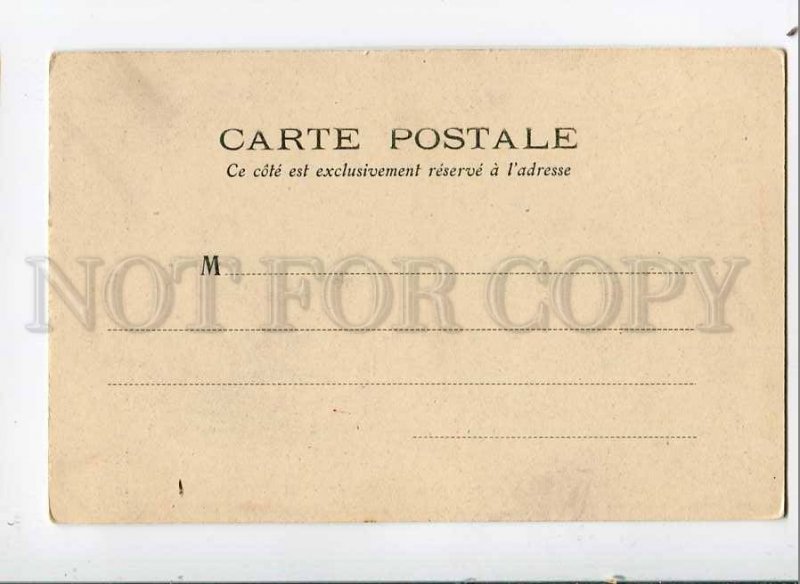 CARTE POSTALE
Ce côté est exclusivement réservé à l'adresse
M
NOT FOR COPY